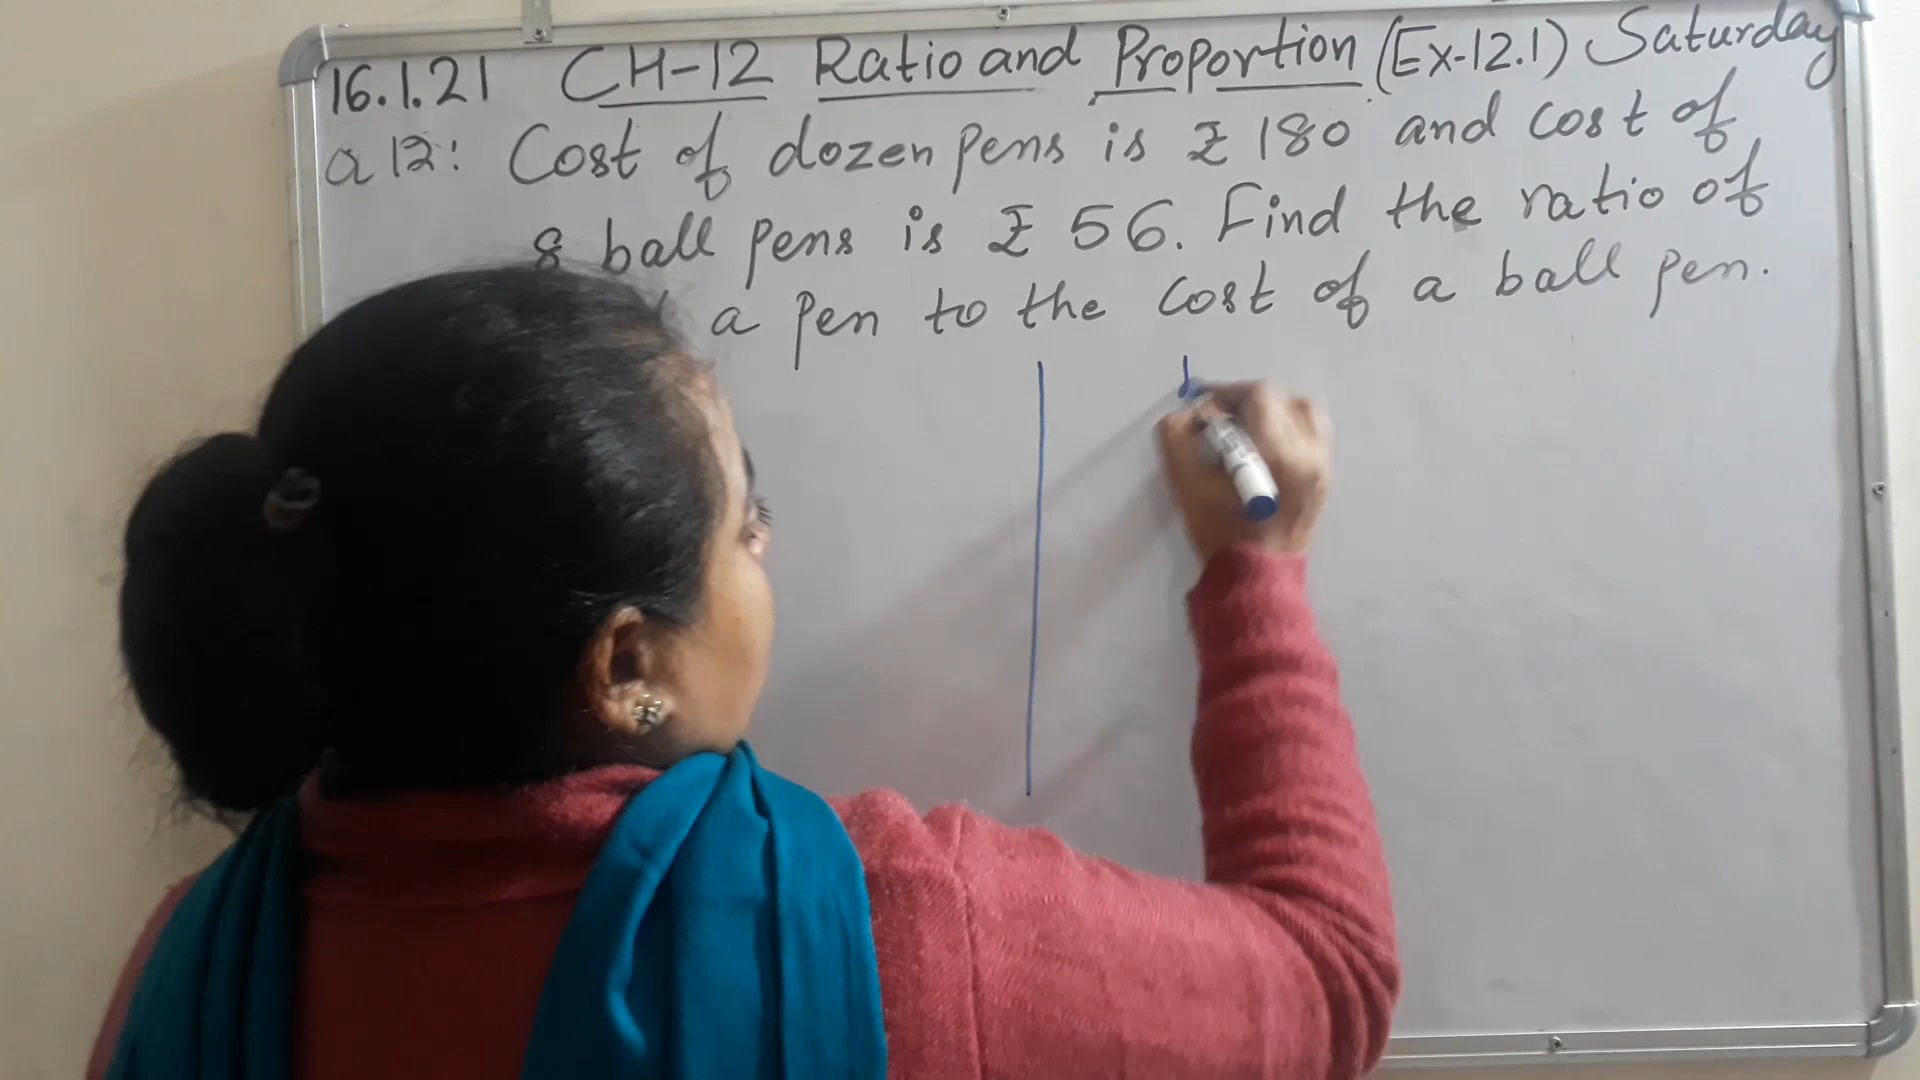 16.1.21 CH-12 Ratio and Proportion (Ex-12.1) Saturday
Q12: Cost of dozen pens is ₹ 180 and cost of
8 ball pens is ₹ 56. Find the ratio of
a pen to the cost of a ball pen.